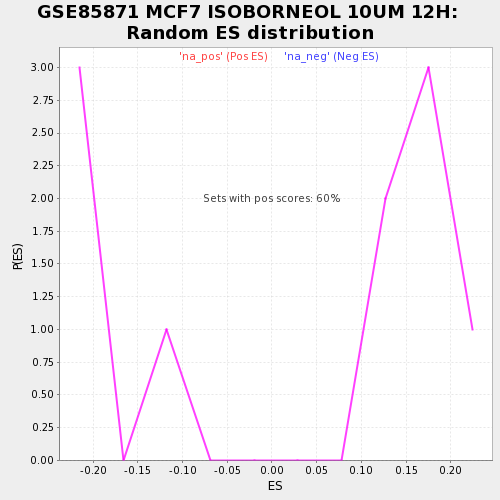 GSE85871 MCF7 ISOBORNEOL 10UM 12H:
Random ES distribution
'na_pos' (Pos ES) 'na_neg' (Neg ES)
3.00
2.75
2.50
2.25
2.00
1.75
1.50
1.25
1.00
0.75
0.50
0.25
0.00
P(ES)
Sets with pos scores: 60%
-0.20 -0.15 -0.10 -0.05 0.00 0.05 0.10 0.15 0.20
ES